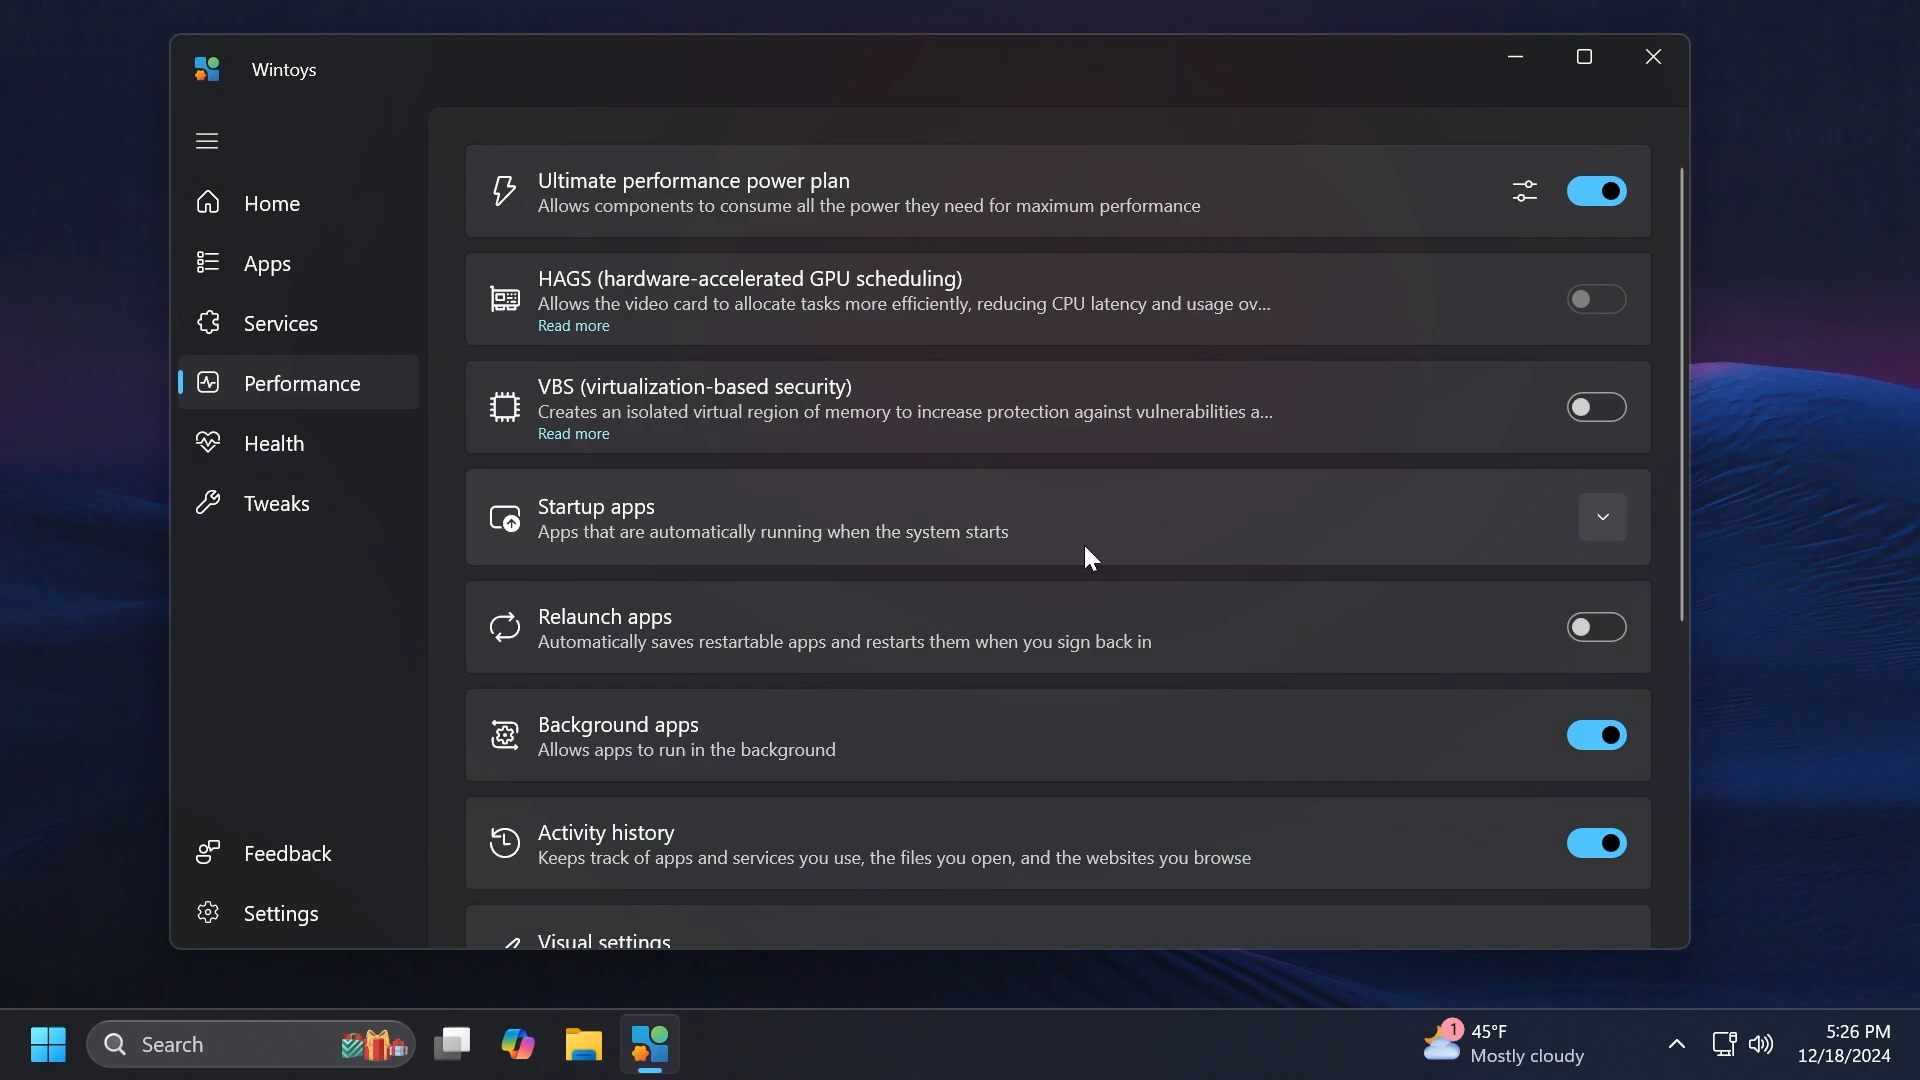 Wintoys
Home
Apps
Services
Performance
Health
Tweaks
Feedback
Settings
Ultimate performance power plan
Allows components to consume all the power they need for maximum performance
HAGS (hardware-accelerated GPU scheduling)
Allows the video card to allocate tasks more efficiently, reducing CPU latency and usage ov...
Read more
VBS (virtualization-based security)
Creates an isolated virtual region of memory to increase protection against vulnerabilities a...
Read more
Startup apps
Apps that are automatically running when the system starts
Relaunch apps
Automatically saves restartable apps and restarts them when you sign back in
Background apps
Allows apps to run in the background
Activity history
Keeps track of apps and services you use, the files you open, and the websites you browse
Visual settings
Search
1
45°F
Mostly cloudy
5:26 PM
12/18/2024